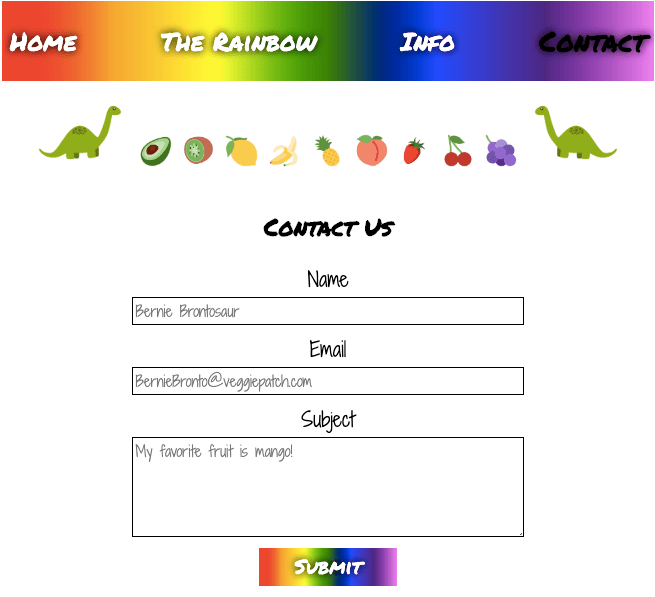 Home The Rainbow Info Contact
Contact Us
Name
Bernie Brontosaur
Email
BernieBronto@veggiepatch.com
Subject
My favorite fruit is mango!
Submit